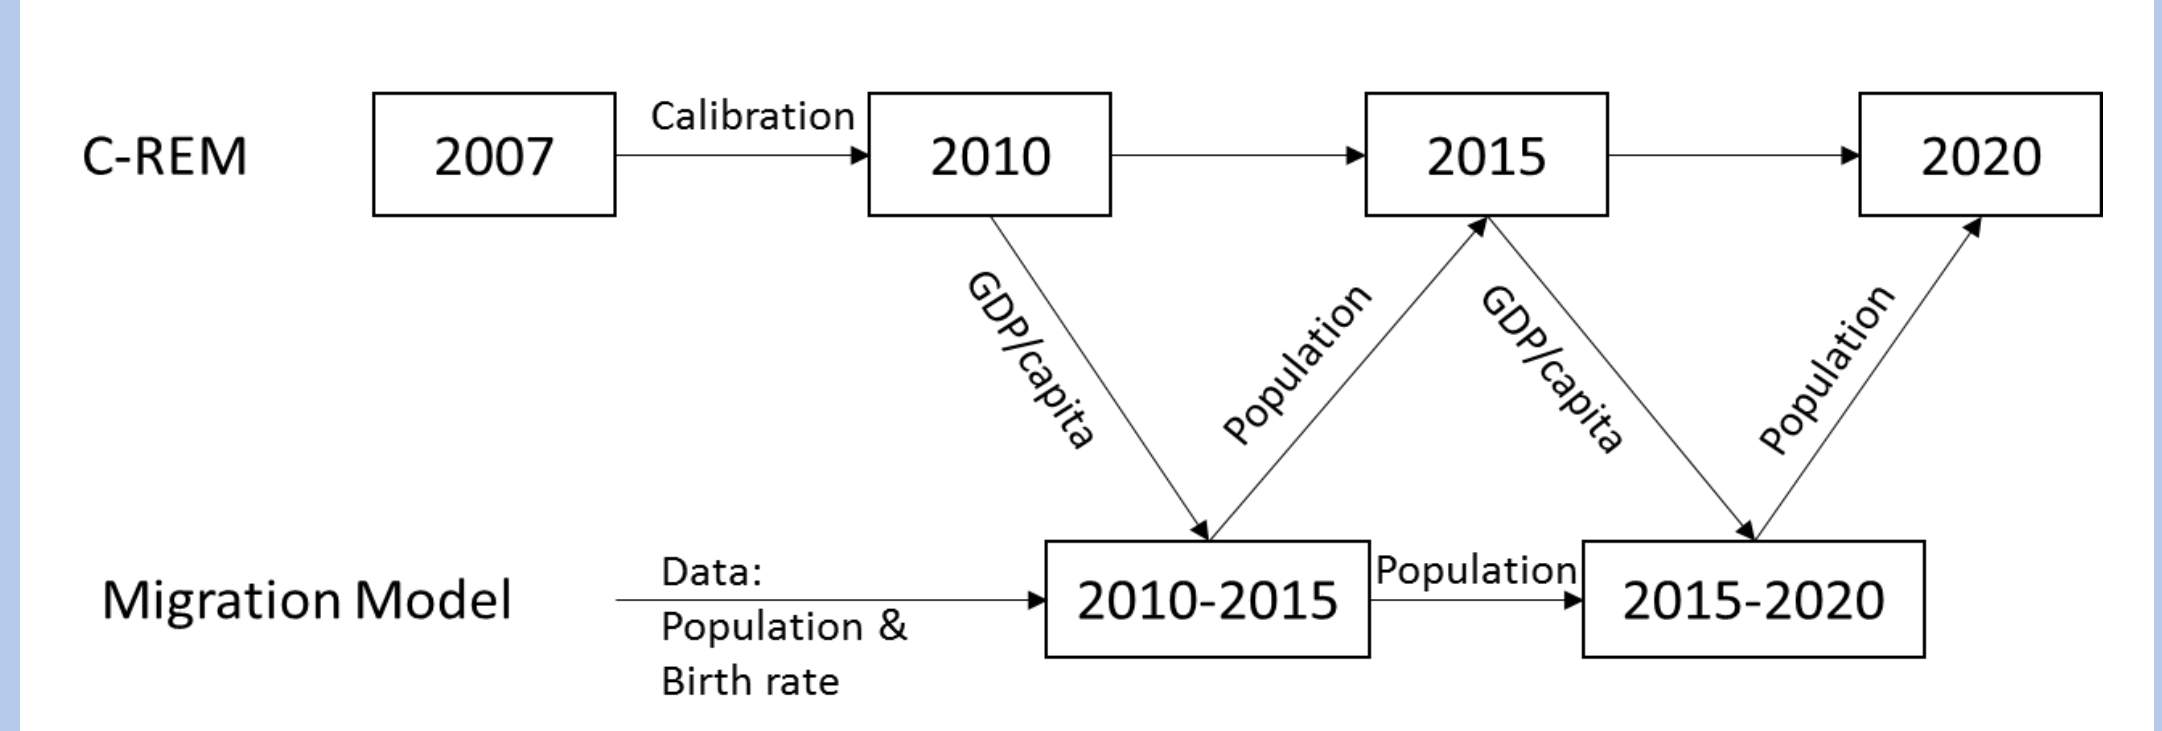 C-REM
2007
Calibration
2010
2015
2020
GDP/capita
Population
GDP/capita
Population
Migration Model
Data:
Population &
Birth rate
2010-2015
Population
2015-2020